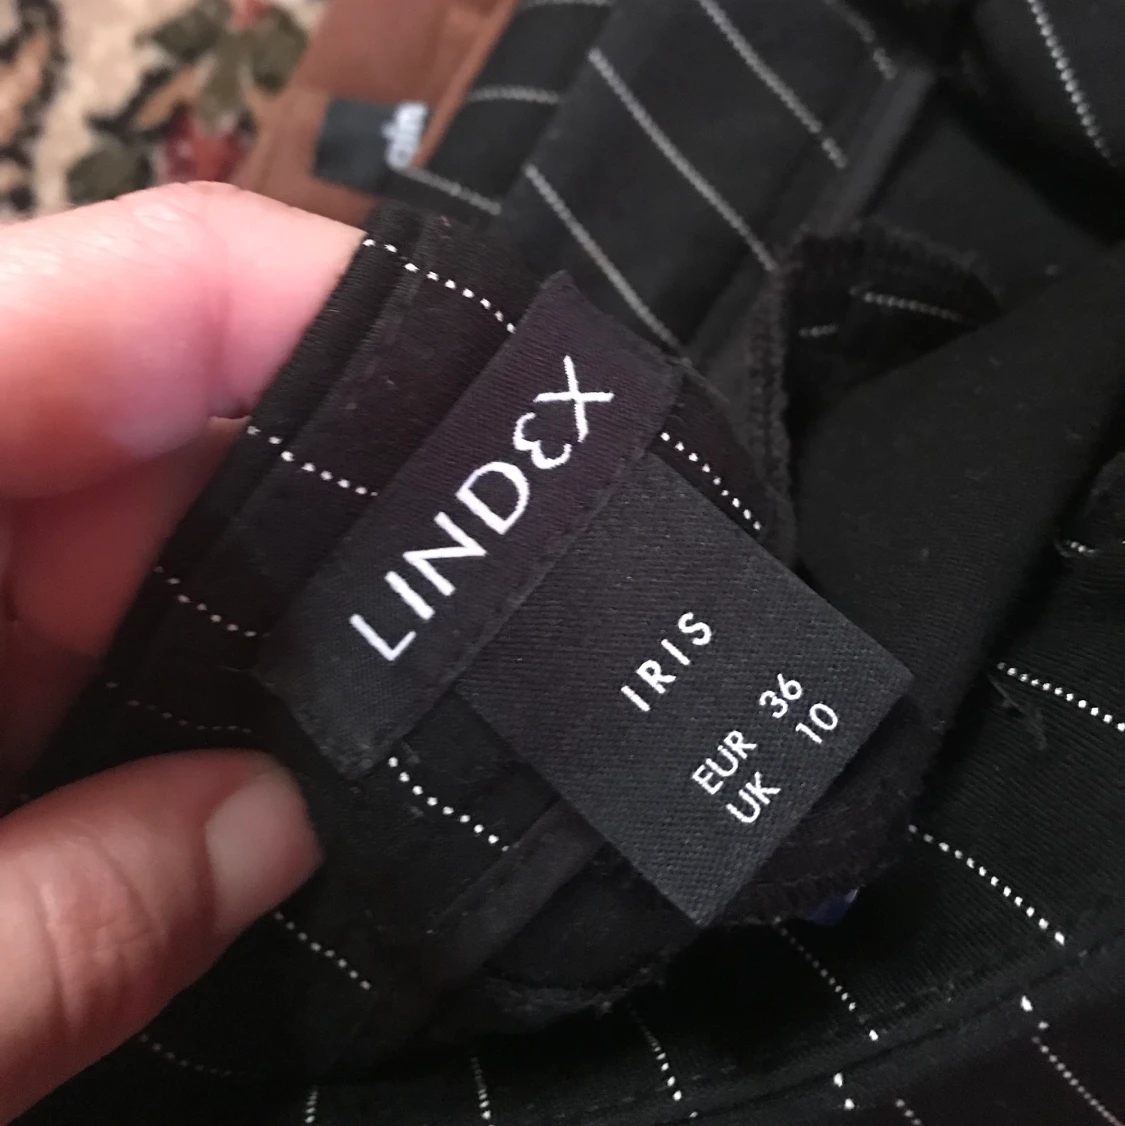 LINDEX
IRIS
EUR 36
UK 10